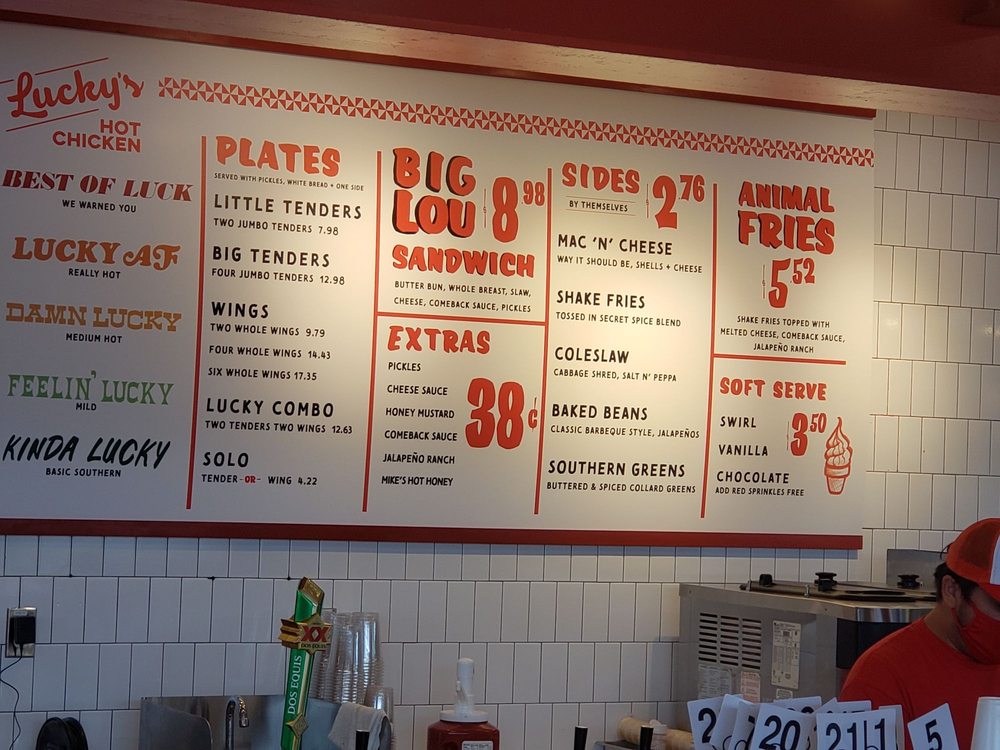 Lucky's
HOT
CHICKEN
BEST OF LUCK
WE WARNED YOU
LUCKY AF
REALLY HOT
DAMN LUCKY
MEDIUM HOT
FEELIN' LUCKY
MILD
KINDA LUCKY
BASIC SOUTHERN
PLATES
SERVED WITH PICKLES, WHITE BREAD + ONE SIDE
LITTLE TENDERS
TWO JUMBO TENDERS 7.98
BIG TENDERS
FOUR JUMBO TENDERS 12.98
WINGS
TWO WHOLE WINGS 9.79
FOUR WHOLE WINGS 14.43
SIX WHOLE WINGS 17.35
LUCKY COMBO
TWO TENDERS TWO WINGS 12.63
SOLO
TENDER -OR- WING 4.22
BIG
LOU
$8.98
SANDWICH
BUTTER BUN, WHOLE BREAST, SLAW,
CHEESE, COMEBACK SAUCE, PICKLES
EXTRAS
PICKLES
CHEESE SAUCE
HONEY MUSTARD
COMEBACK SAUCE
JALAPEÑO RANCH
MIKE'S HOT HONEY
38¢
SIDES
BY THEMSELVES
$2.76
MAC 'N' CHEESE
WAY IT SHOULD BE, SHELLS + CHEESE
SHAKE FRIES
TOSSED IN SECRET SPICE BLEND
COLESLAW
CABBAGE SHRED, SALT N' PEPPA
BAKED BEANS
CLASSIC BARBEQUE STYLE, JALAPEÑOS
SOUTHERN GREENS
BUTTERED & SPICED COLLARD GREENS
ANIMAL
FRIES
$5.52
SHAKE FRIES TOPPED WITH
MELTED CHEESE, COMEBACK SAUCE,
JALAPEÑO RANCH
SOFT SERVE
SWIRL
VANILLA
CHOCOLATE
ADD RED SPRINKLES FREE
$3.50
XX
DOS EQUIS
DOS EQUIS
2
20
21
1
5